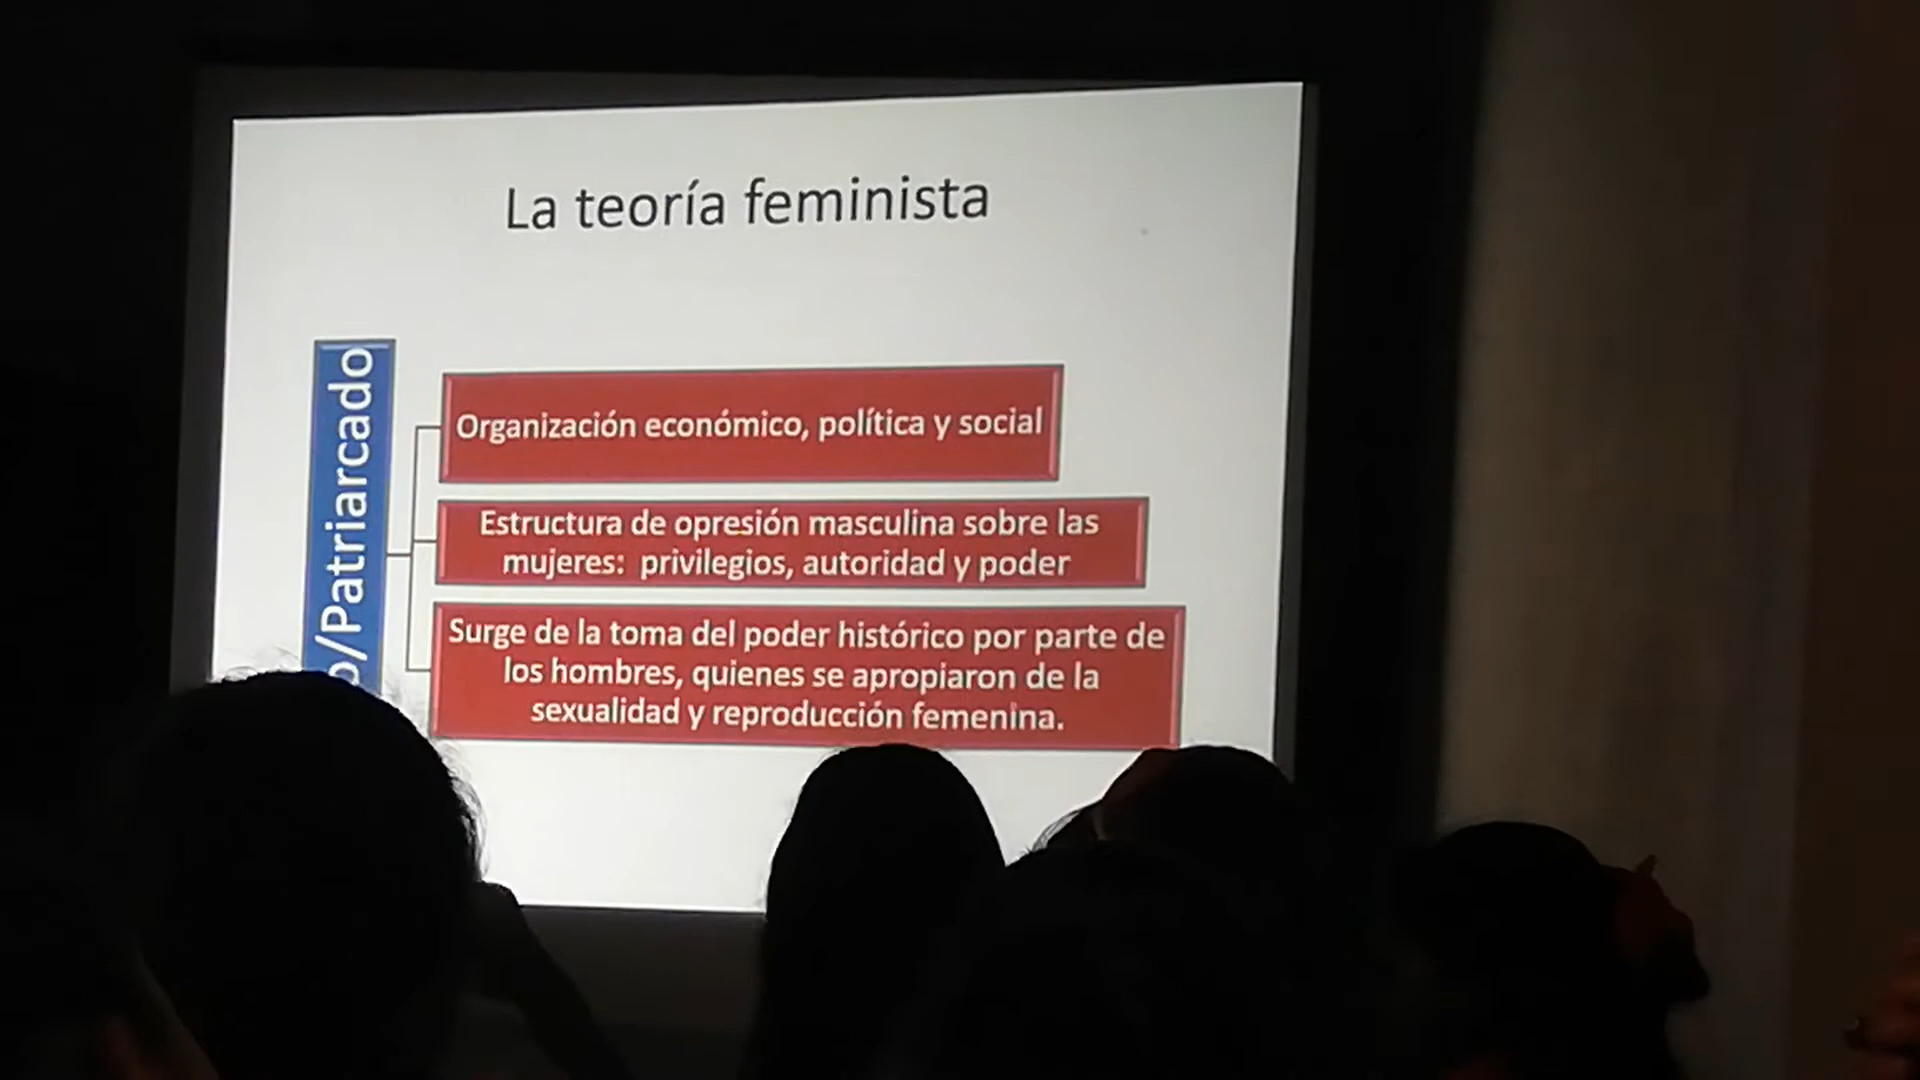 La teoría feminista
o/Patriarcado
Organización económico, política y social
Estructura de opresión masculina sobre las
mujeres: privilegios, autoridad y poder
Surge de la toma del poder histórico por parte de
los hombres, quienes se apropiaron de la
sexualidad y reproducción femenina.